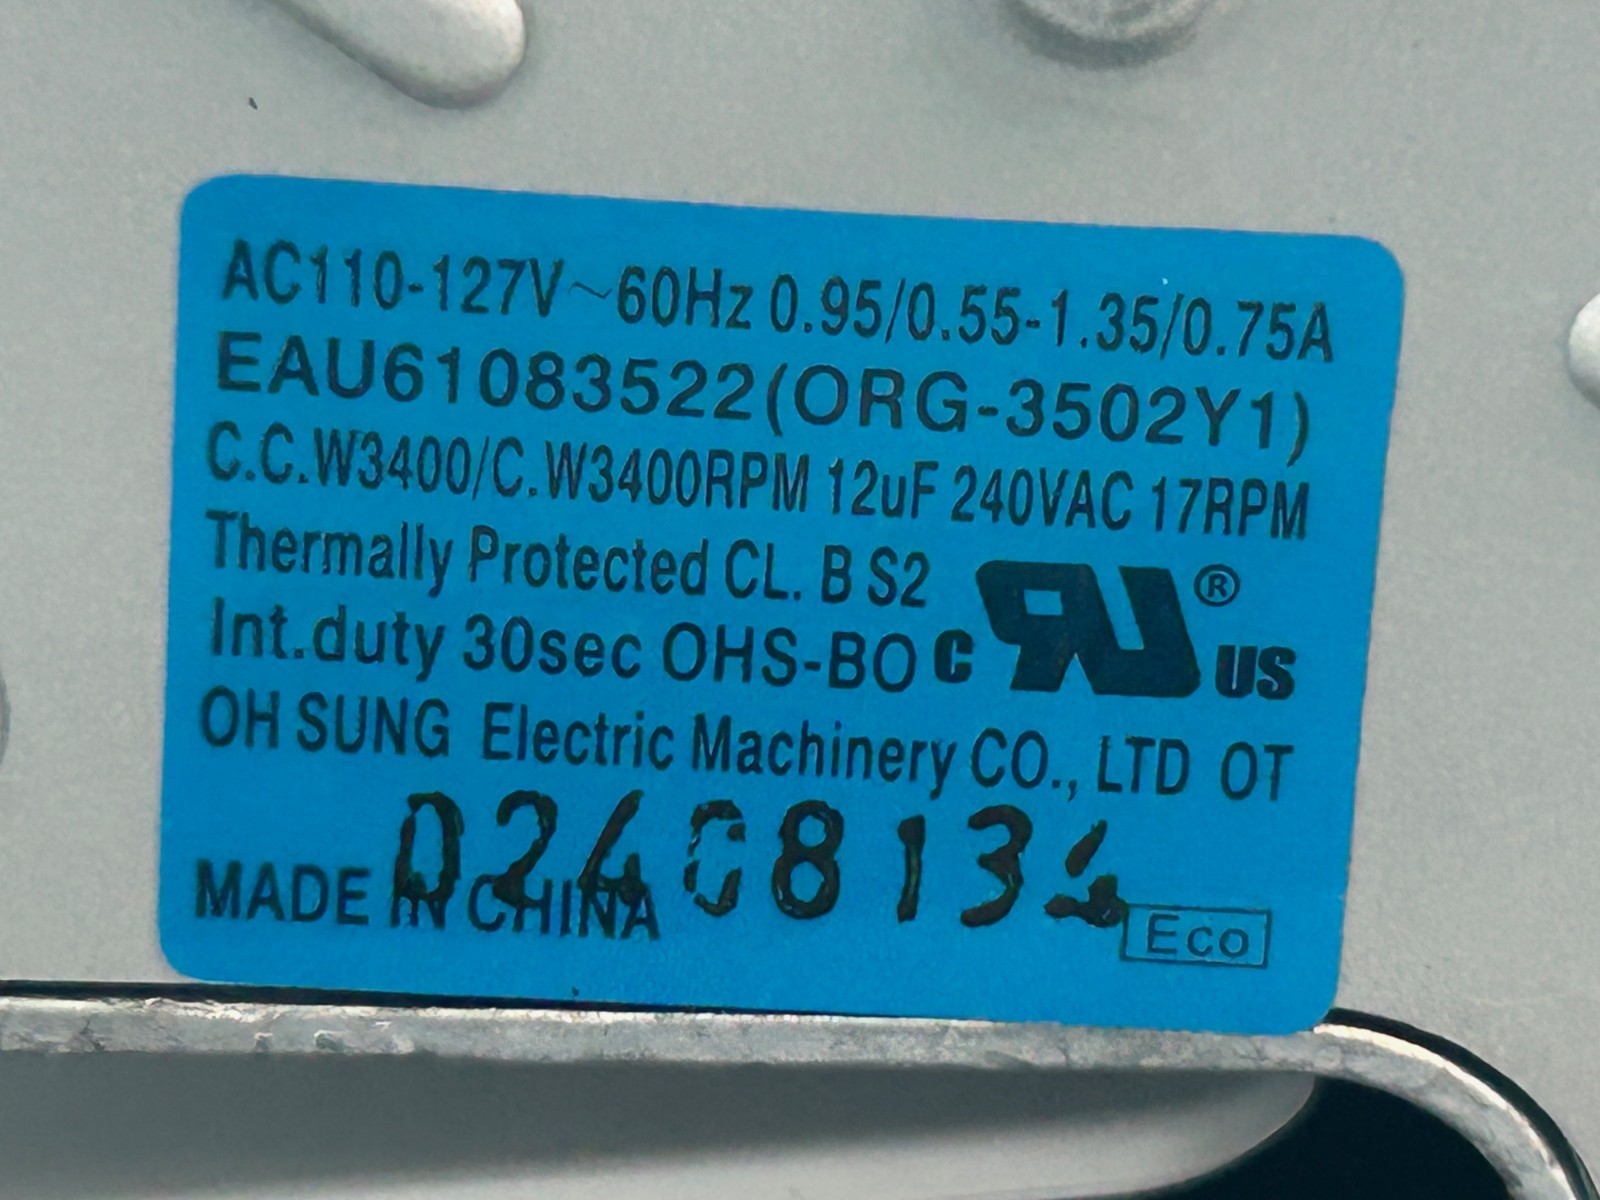 AC110-127V~60Hz 0.95/0.55-1.35/0.75A
EAU61083522(ORG-3502Y1)
C.C.W3400/C.W3400RPM 12uF 240VAC 17RPM
Thermally Protected CL. B S2
Int.duty 30sec OHS-BO
c RU ® US
OH SUNG Electric Machinery CO., LTD OT
MADE IN CHINA
Eco